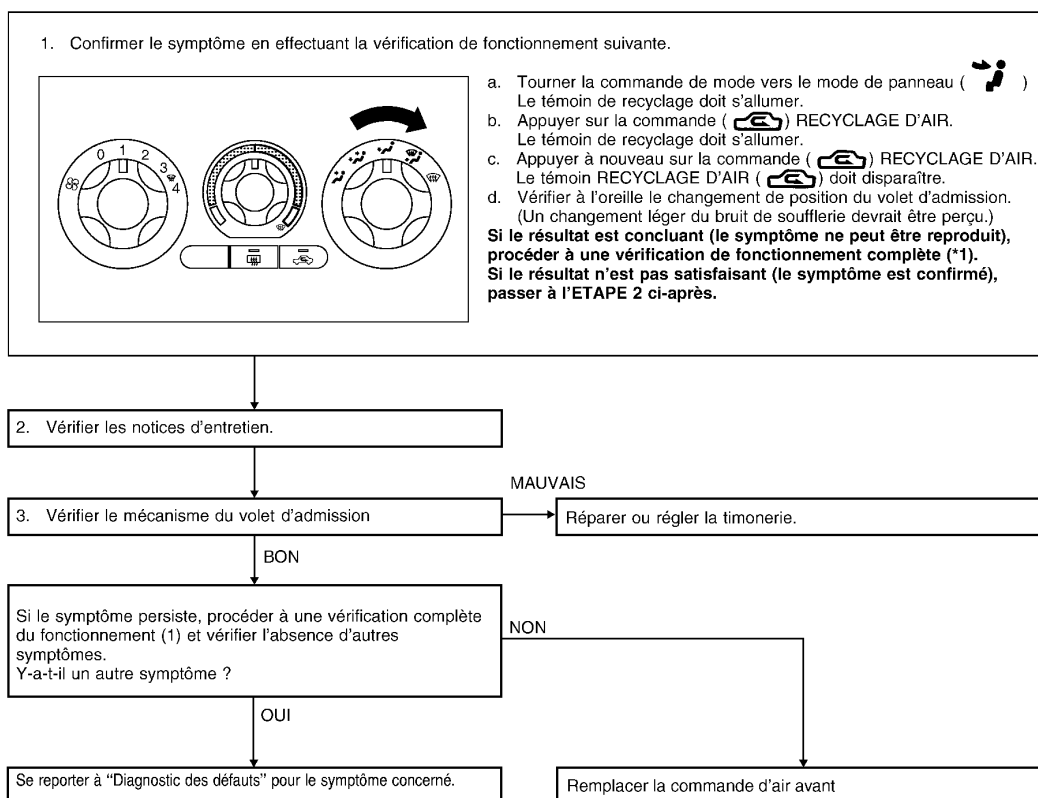 1. Confirmer le symptôme en effectuant la vérification de fonctionnement suivante.
0 1 2 3 4
a. Tourner la commande de mode vers le mode de panneau ( )
Le témoin de recyclage doit s'allumer.
b. Appuyer sur la commande ( ) RECYCLAGE D'AIR.
Le témoin de recyclage doit s'allumer.
c. Appuyer à nouveau sur la commande ( ) RECYCLAGE D'AIR.
Le témoin RECYCLAGE D'AIR ( ) doit disparaître.
d. Vérifier à l'oreille le changement de position du volet d'admission.
(Un changement léger du bruit de soufflerie devrait être perçu.)
Si le résultat est concluant (le symptôme ne peut être reproduit),
procéder à une vérification de fonctionnement complète (*1).
Si le résultat n'est pas satisfaisant (le symptôme est confirmé),
passer à l'ETAPE 2 ci-après.
2. Vérifier les notices d'entretien.
3. Vérifier le mécanisme du volet d'admission
MAUVAIS
Réparer ou régler la timonerie.
BON
Si le symptôme persiste, procéder à une vérification complète
du fonctionnement (1) et vérifier l'absence d'autres
symptômes.
Y-a-t-il un autre symptôme ?
NON
OUI
Se reporter à “Diagnostic des défauts” pour le symptôme concerné.
Remplacer la commande d'air avant